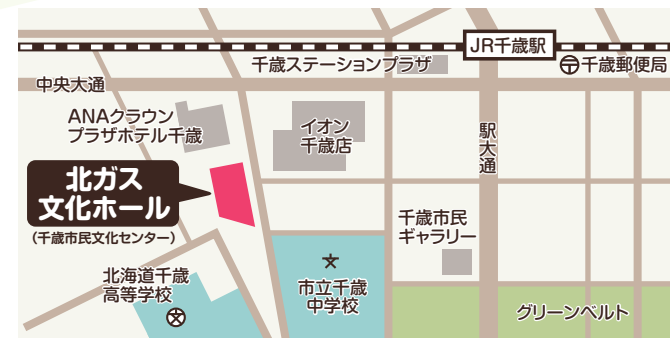 JR千歳駅
千歳ステーションプラザ
千歳郵便局
中央大通
ANAクラウン
プラザホテル千歳
イオン
千歳店
駅大通
北ガス
文化ホール
(千歳市民文化センター)
千歳市民
ギャラリー
北海道千歳
高等学校
市立千歳
中学校
グリーンベルト